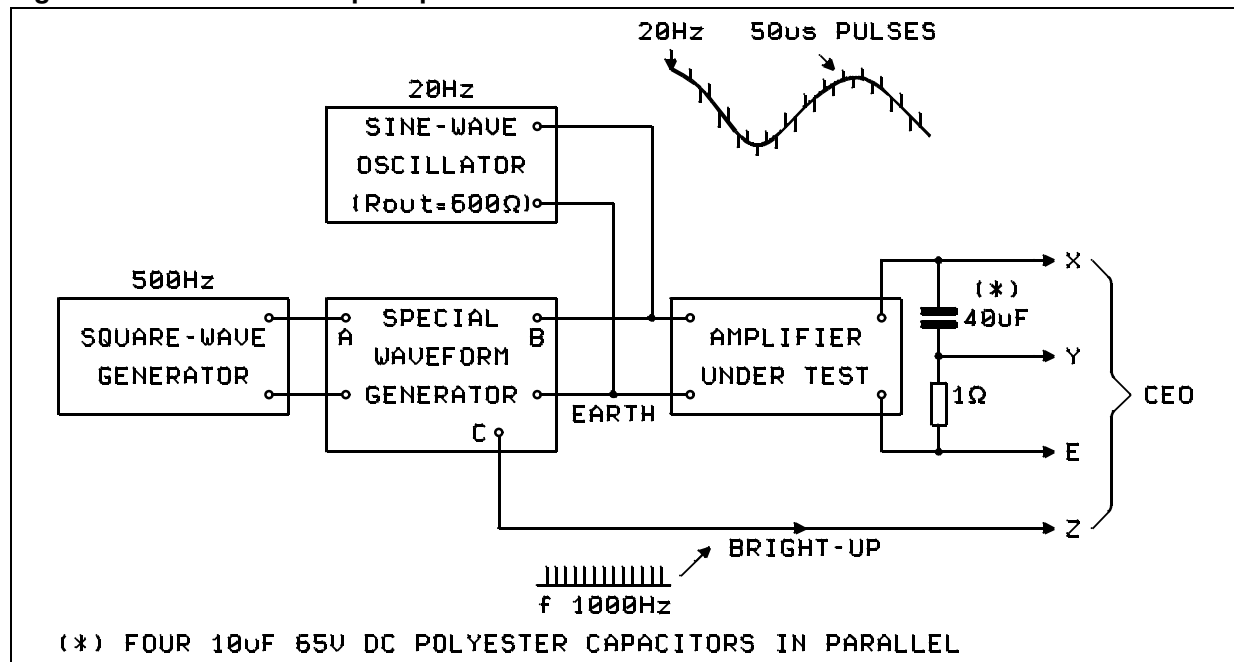 20Hz 50us PULSES
20Hz
SINE-WAVE
OSCILLATOR
(Rout=600Ω)
500Hz
SQUARE-WAVE
GENERATOR
A
SPECIAL
WAVEFORM
GENERATOR
B
C
EARTH
AMPLIFIER
UNDER TEST
(*)
40uF
1Ω
X
Y
E
Z
CEO
BRIGHT-UP
f 1000Hz
(*) FOUR 10uF 65V DC POLYESTER CAPACITORS IN PARALLEL